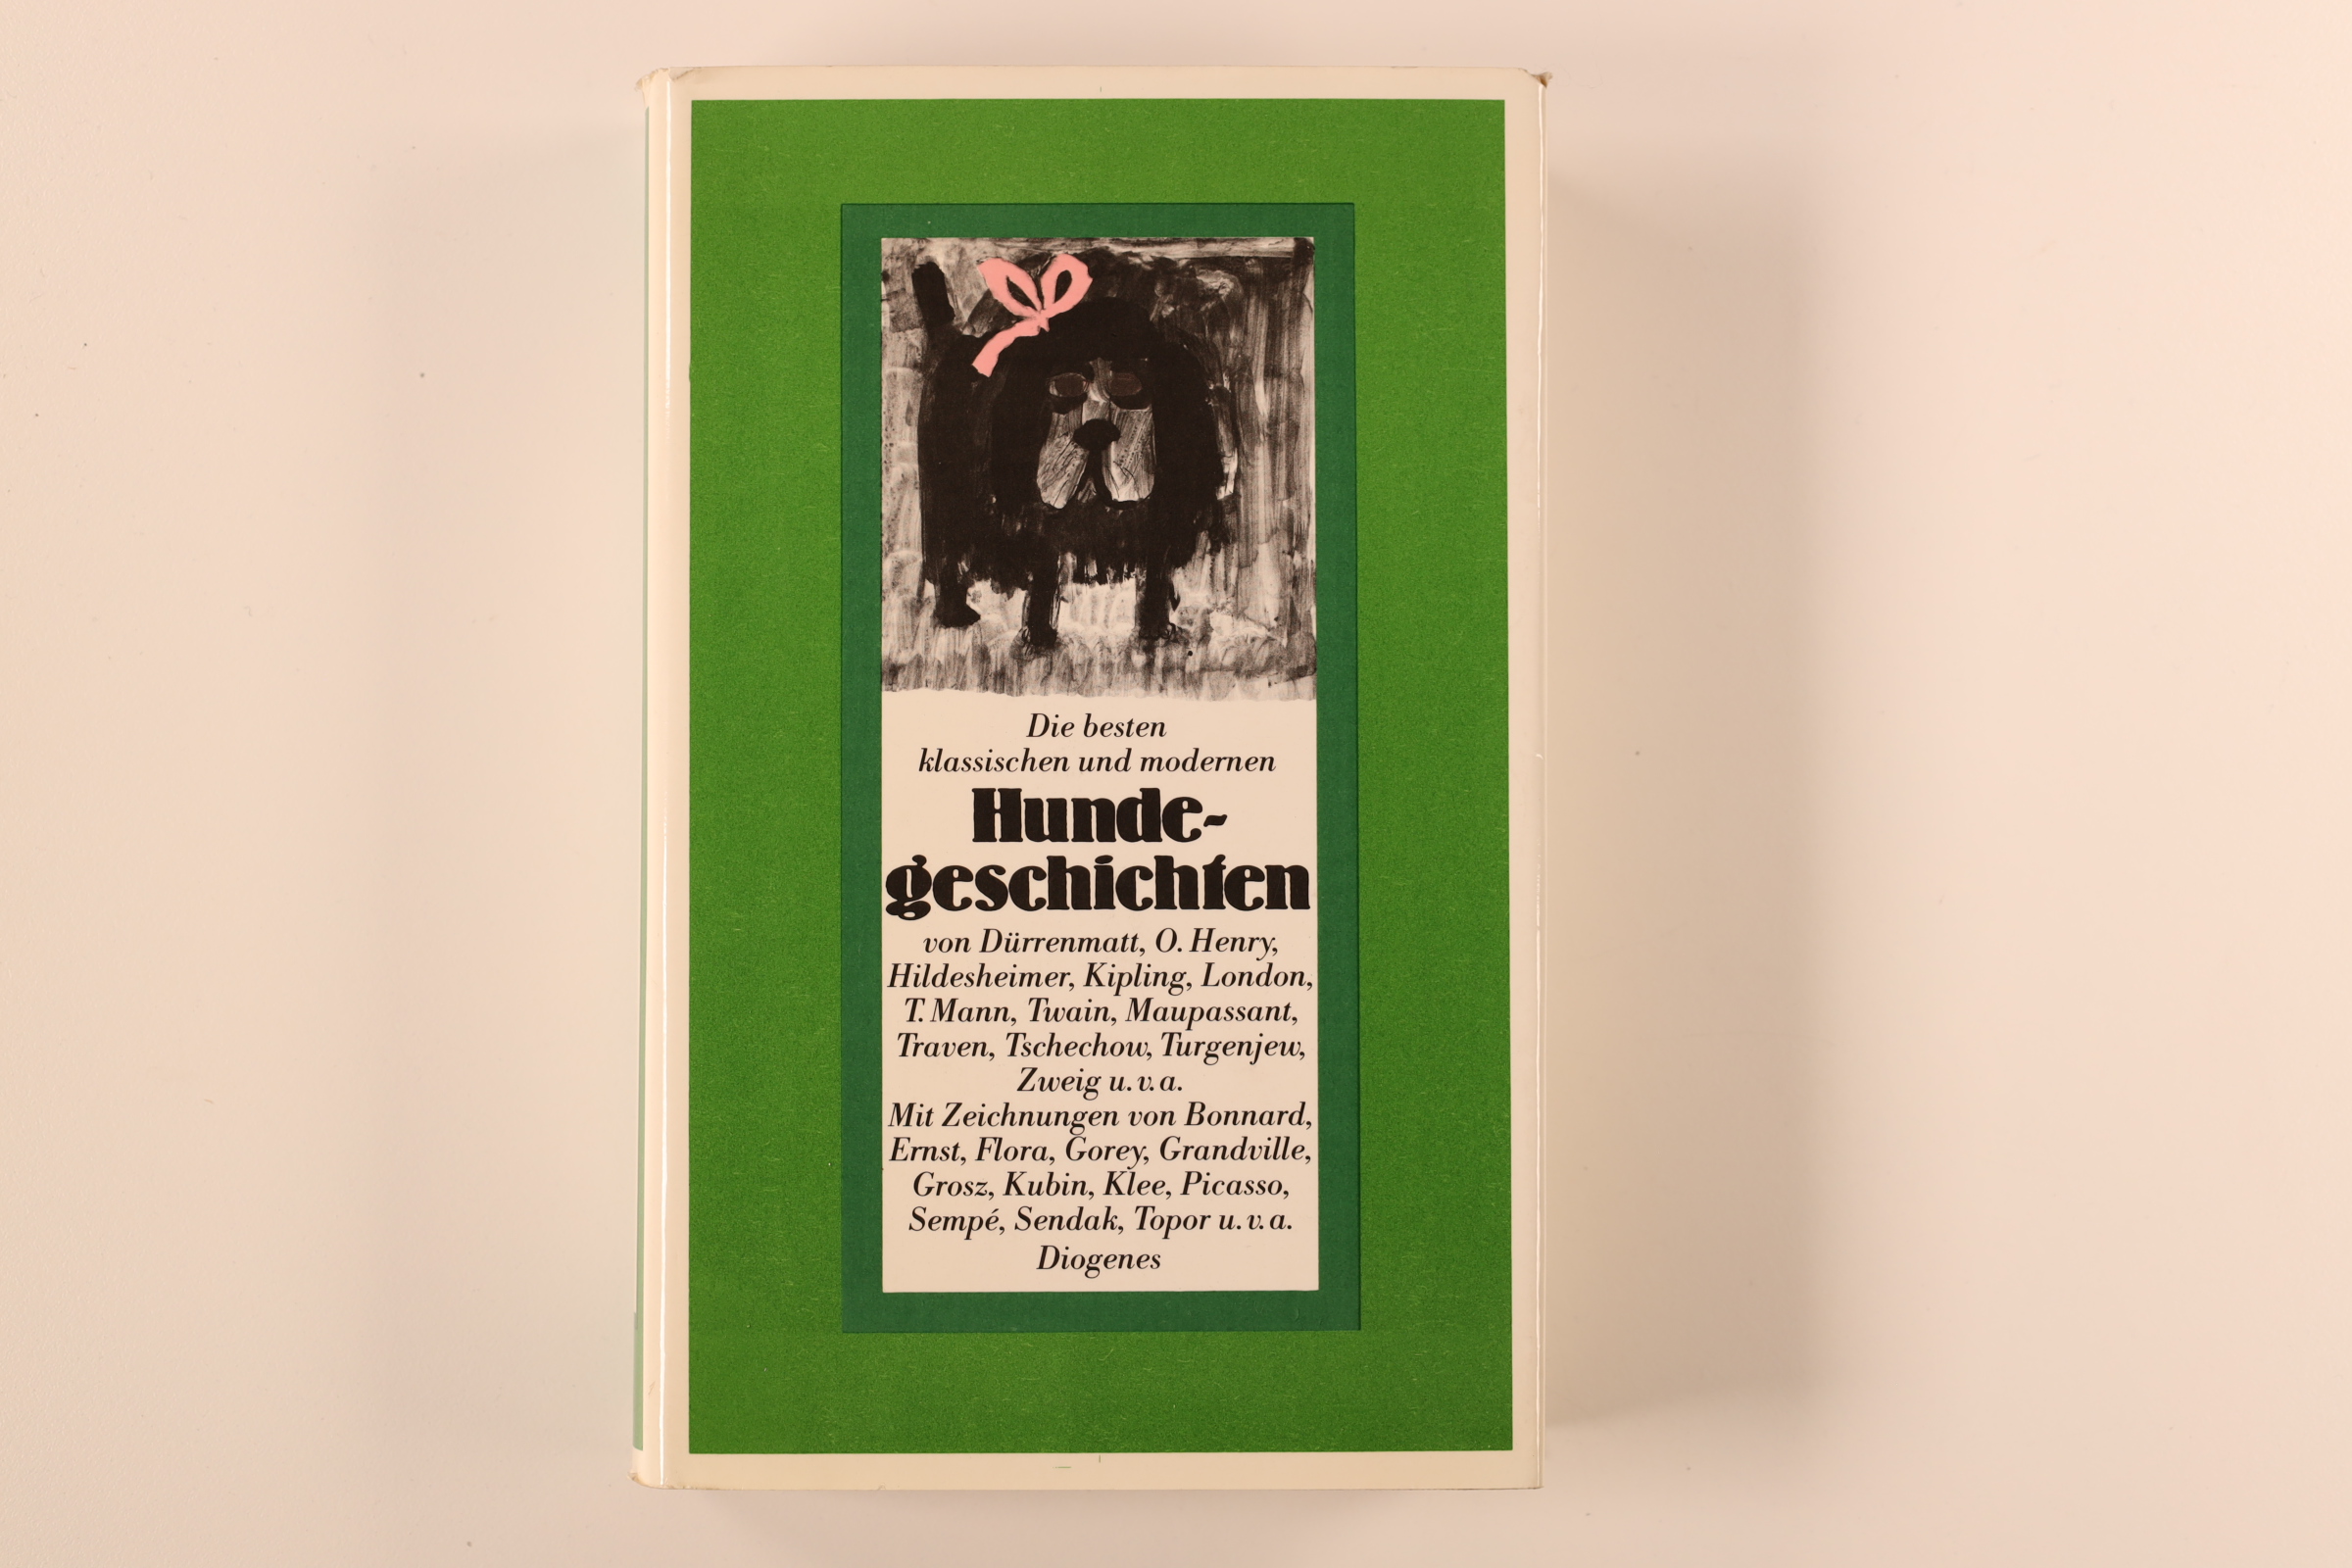 Die besten
klassischen und modernen
Hunde-
geschichten
von Dürrenmatt, O. Henry,
Hildesheimer, Kipling, London,
T. Mann, Twain, Maupassant,
Traven, Tschechow, Turgenjew,
Zweig u. v. a.
Mit Zeichnungen von Bonnard,
Ernst, Flora, Gorey, Grandville,
Grosz, Kubin, Klee, Picasso,
Sempé, Sendak, Topor u. v. a.
Diogenes